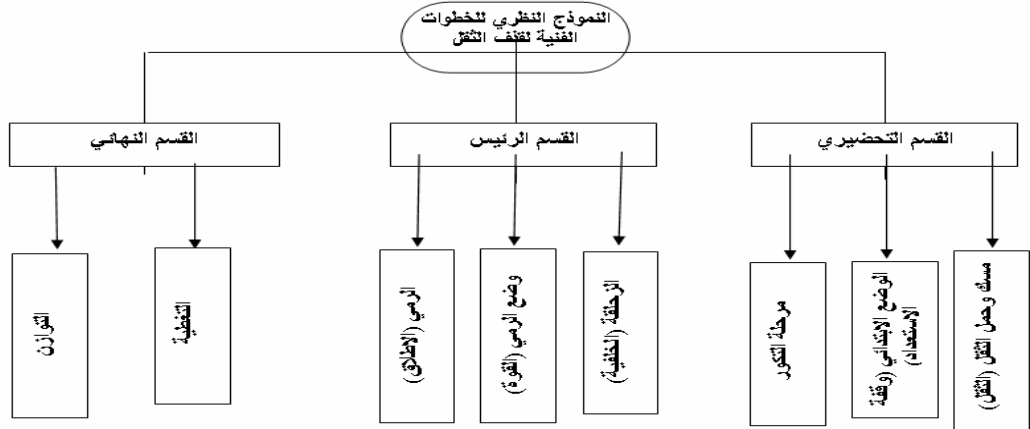 النموذج النظري للخطوات
الفنية لقذف الثقل
القسم التحضيري
القسم الرئيس
القسم النهائي
مسك وحمل الثقل (الثقل)
الوضع الابتدائي (وقفة
الاستعداد)
مرحلة التكور
الزحلقة (الخلفية)
وضع الرمي (القوة)
الرمي (الاطلاق)
التغطية
التوازن